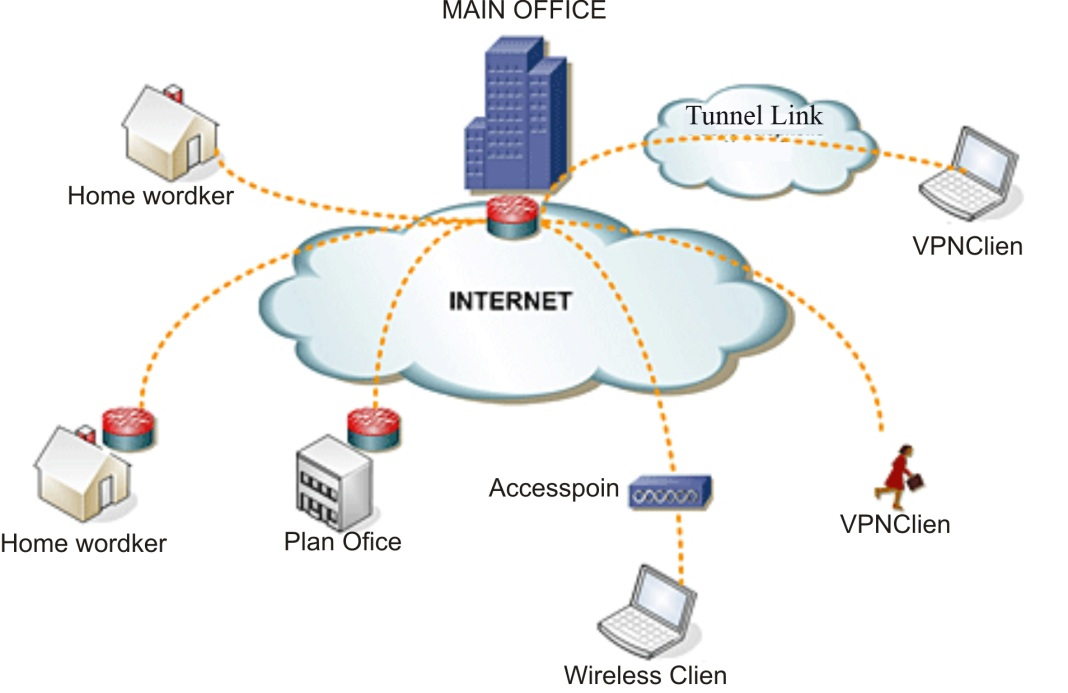 MAIN OFFICE
Tunnel Link
Home wordker
VPNClien
INTERNET
Accesspoin
VPNClien
Home wordker
Plan Ofice
Wireless Clien